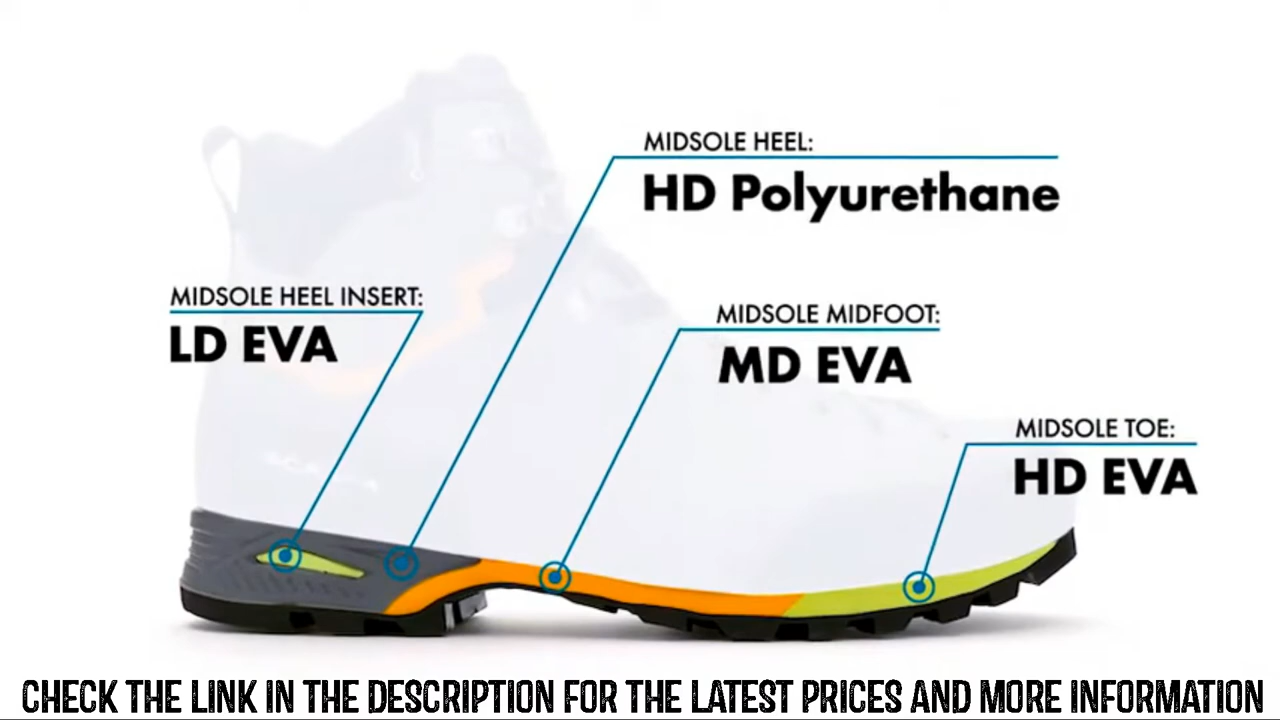 MIDSOLE HEEL:
HD Polyurethane
MIDSOLE HEEL INSERT:
LD EVA
MIDSOLE MIDFOOT:
MD EVA
MIDSOLE TOE:
HD EVA
CHECK THE LINK IN THE DESCRIPTION FOR THE LATEST PRICES AND MORE INFORMATION